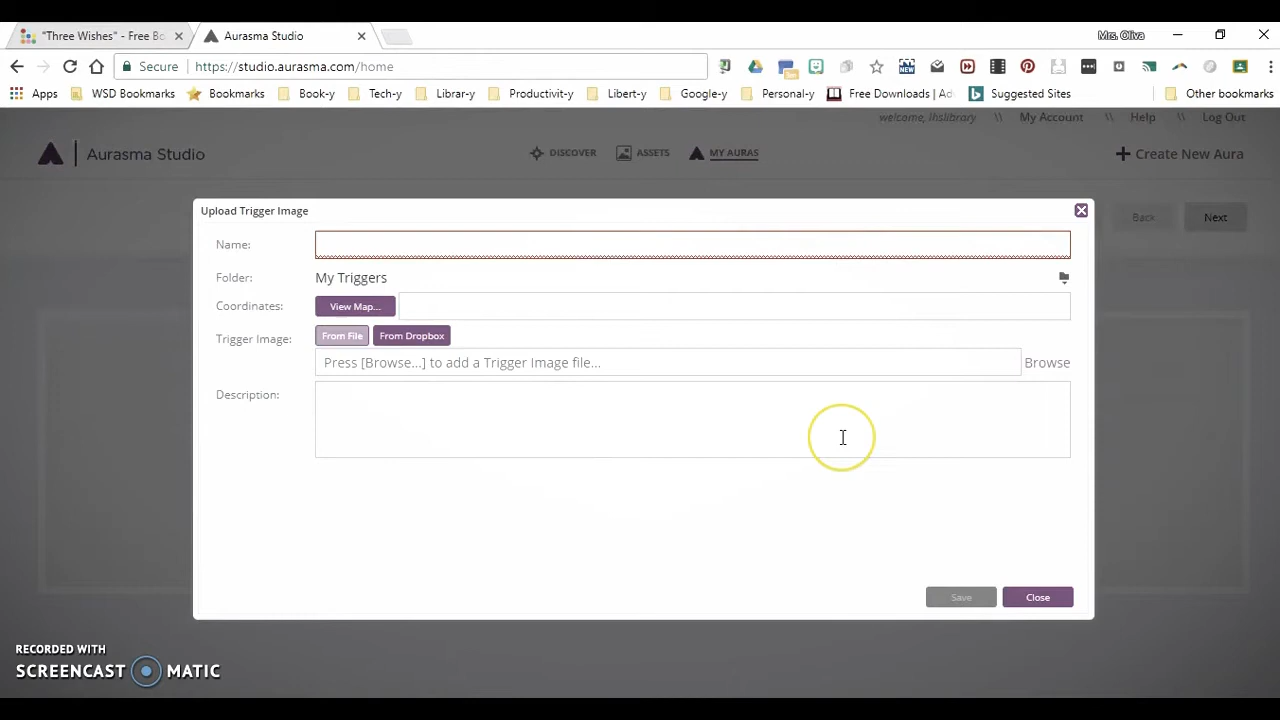 Mrs. Oliva
"Three Wishes" - Free Bo
Aurasma Studio
Secure
https://studio.aurasma.com/home
NEW
Apps
WSD Bookmarks
Bookmarks
Book-y
Tech-y
Library-y
Productivit-y
Libert-y
Google-y
Personal-y
Free Downloads | Ad
Suggested Sites
Other bookmarks
welcome, lhslibrary \\ My Account \\ Help \\ Log Out
Aurasma Studio
DISCOVER
ASSETS
MY AURAS
Create New Aura
Back
Next
Upload Trigger Image
Name:
Folder: My Triggers
Coordinates: View Map...
Trigger Image: From File From Dropbox
Press [Browse...] to add a Trigger Image file... Browse
Description:
Save Close
RECORDED WITH
SCREENCAST MATIC